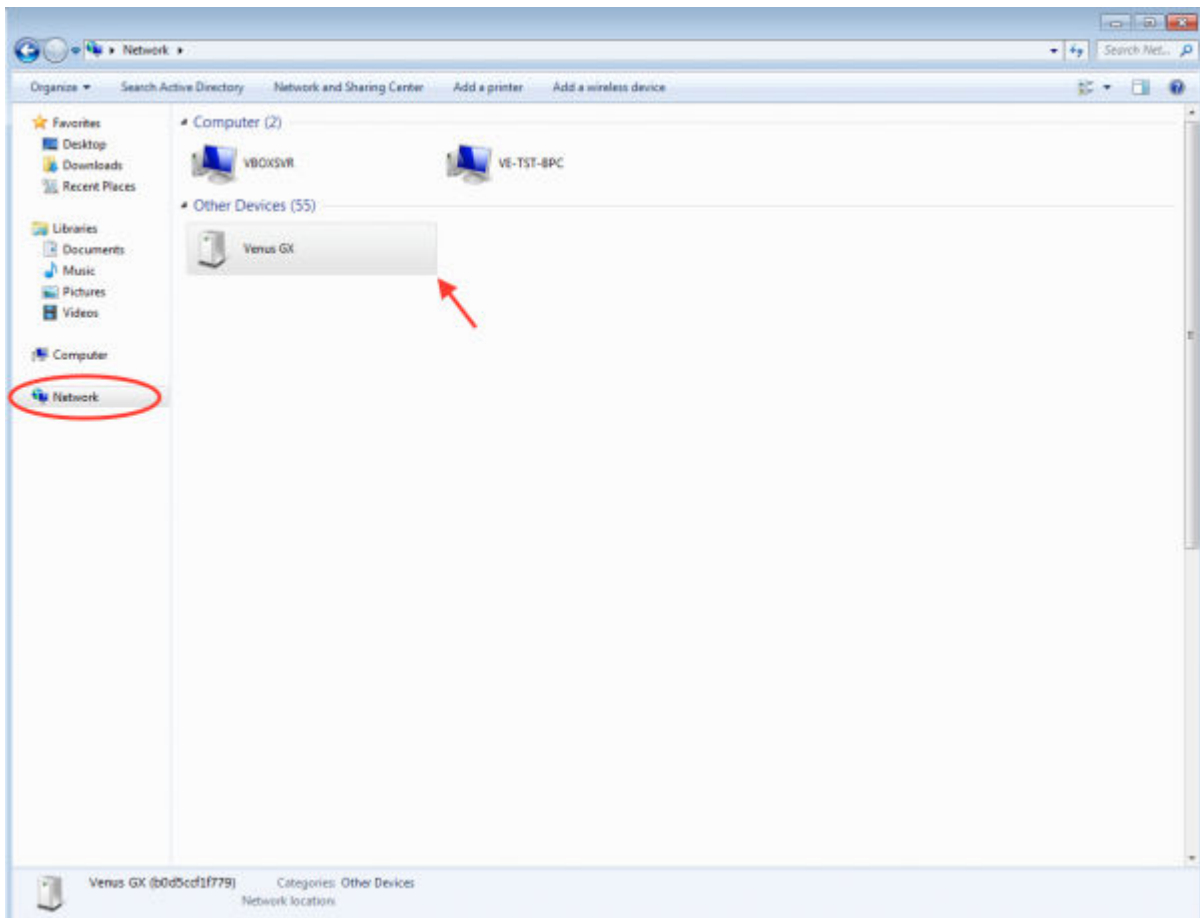 Network
Search Net...
Organize
Search Active Directory
Network and Sharing Center
Add a printer
Add a wireless device
Favorites
Desktop
Downloads
Recent Places
Libraries
Documents
Music
Pictures
Videos
Computer
Network
Computer (2)
VBOXSVR
VE-TST-8PC
Other Devices (55)
Venus GX
Venus GX (b0d5ccf1f779)
Categories: Other Devices
Network location: